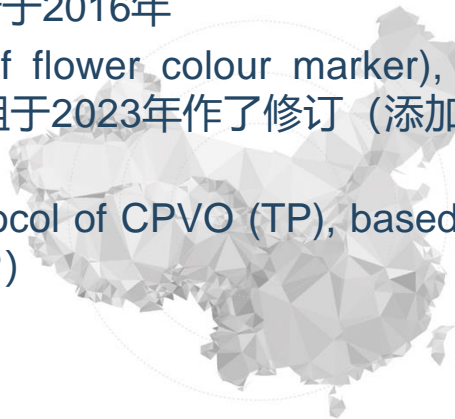 于2016年
f flower colour marker),
组于2023年作了修订（添加
ocol of CPVO (TP), based
)